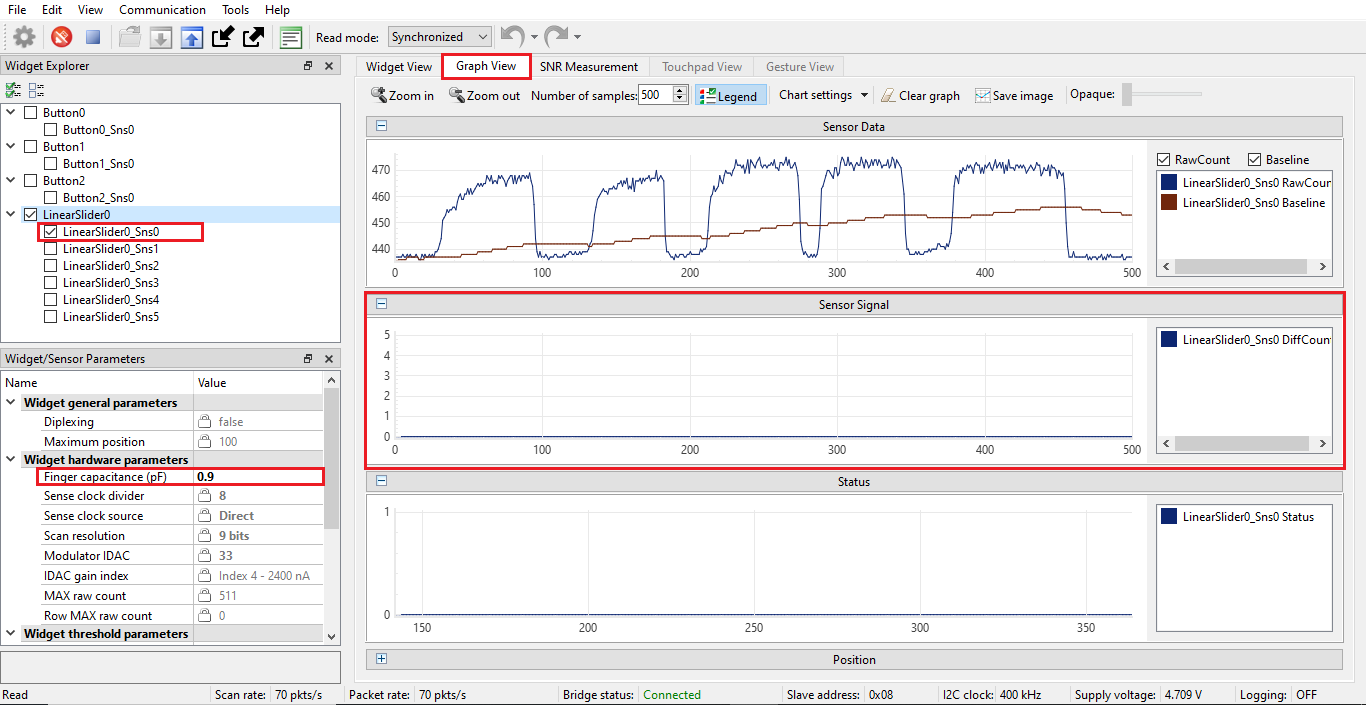 File Edit View Communication Tools Help
Read mode: Synchronized
Widget Explorer
Button0
Button0_Sns0
Button1
Button1_Sns0
Button2
Button2_Sns0
LinearSlider0
LinearSlider0_Sns0
LinearSlider0_Sns1
LinearSlider0_Sns2
LinearSlider0_Sns3
LinearSlider0_Sns4
LinearSlider0_Sns5
Widget/Sensor Parameters
Name Value
Widget general parameters
Diplexing false
Maximum position 100
Widget hardware parameters
Finger capacitance (pF) 0.9
Sense clock divider 8
Sense clock source Direct
Scan resolution 9 bits
Modulator IDAC 33
IDAC gain index Index 4 - 2400 nA
MAX raw count 511
Row MAX raw count 0
Widget threshold parameters
Widget View Graph View SNR Measurement Touchpad View Gesture View
Zoom in Zoom out Number of samples: 500 Legend Chart settings Clear graph Save image Opaque:
Sensor Data
470
460
450
440
0 100 200 300 400 500
RawCount Baseline
LinearSlider0_Sns0 RawCour
LinearSlider0_Sns0 Baseline
Sensor Signal
5
4
3
2
1
0
0 100 200 300 400 500
LinearSlider0_Sns0 DiffCoun
Status
1
0
150 200 250 300 350
LinearSlider0_Sns0 Status
Position
Read Scan rate: 70 pkts/s Packet rate: 70 pkts/s Bridge status: Connected Slave address: 0x08 I2C clock: 400 kHz Supply voltage: 4.709 V Logging: OFF